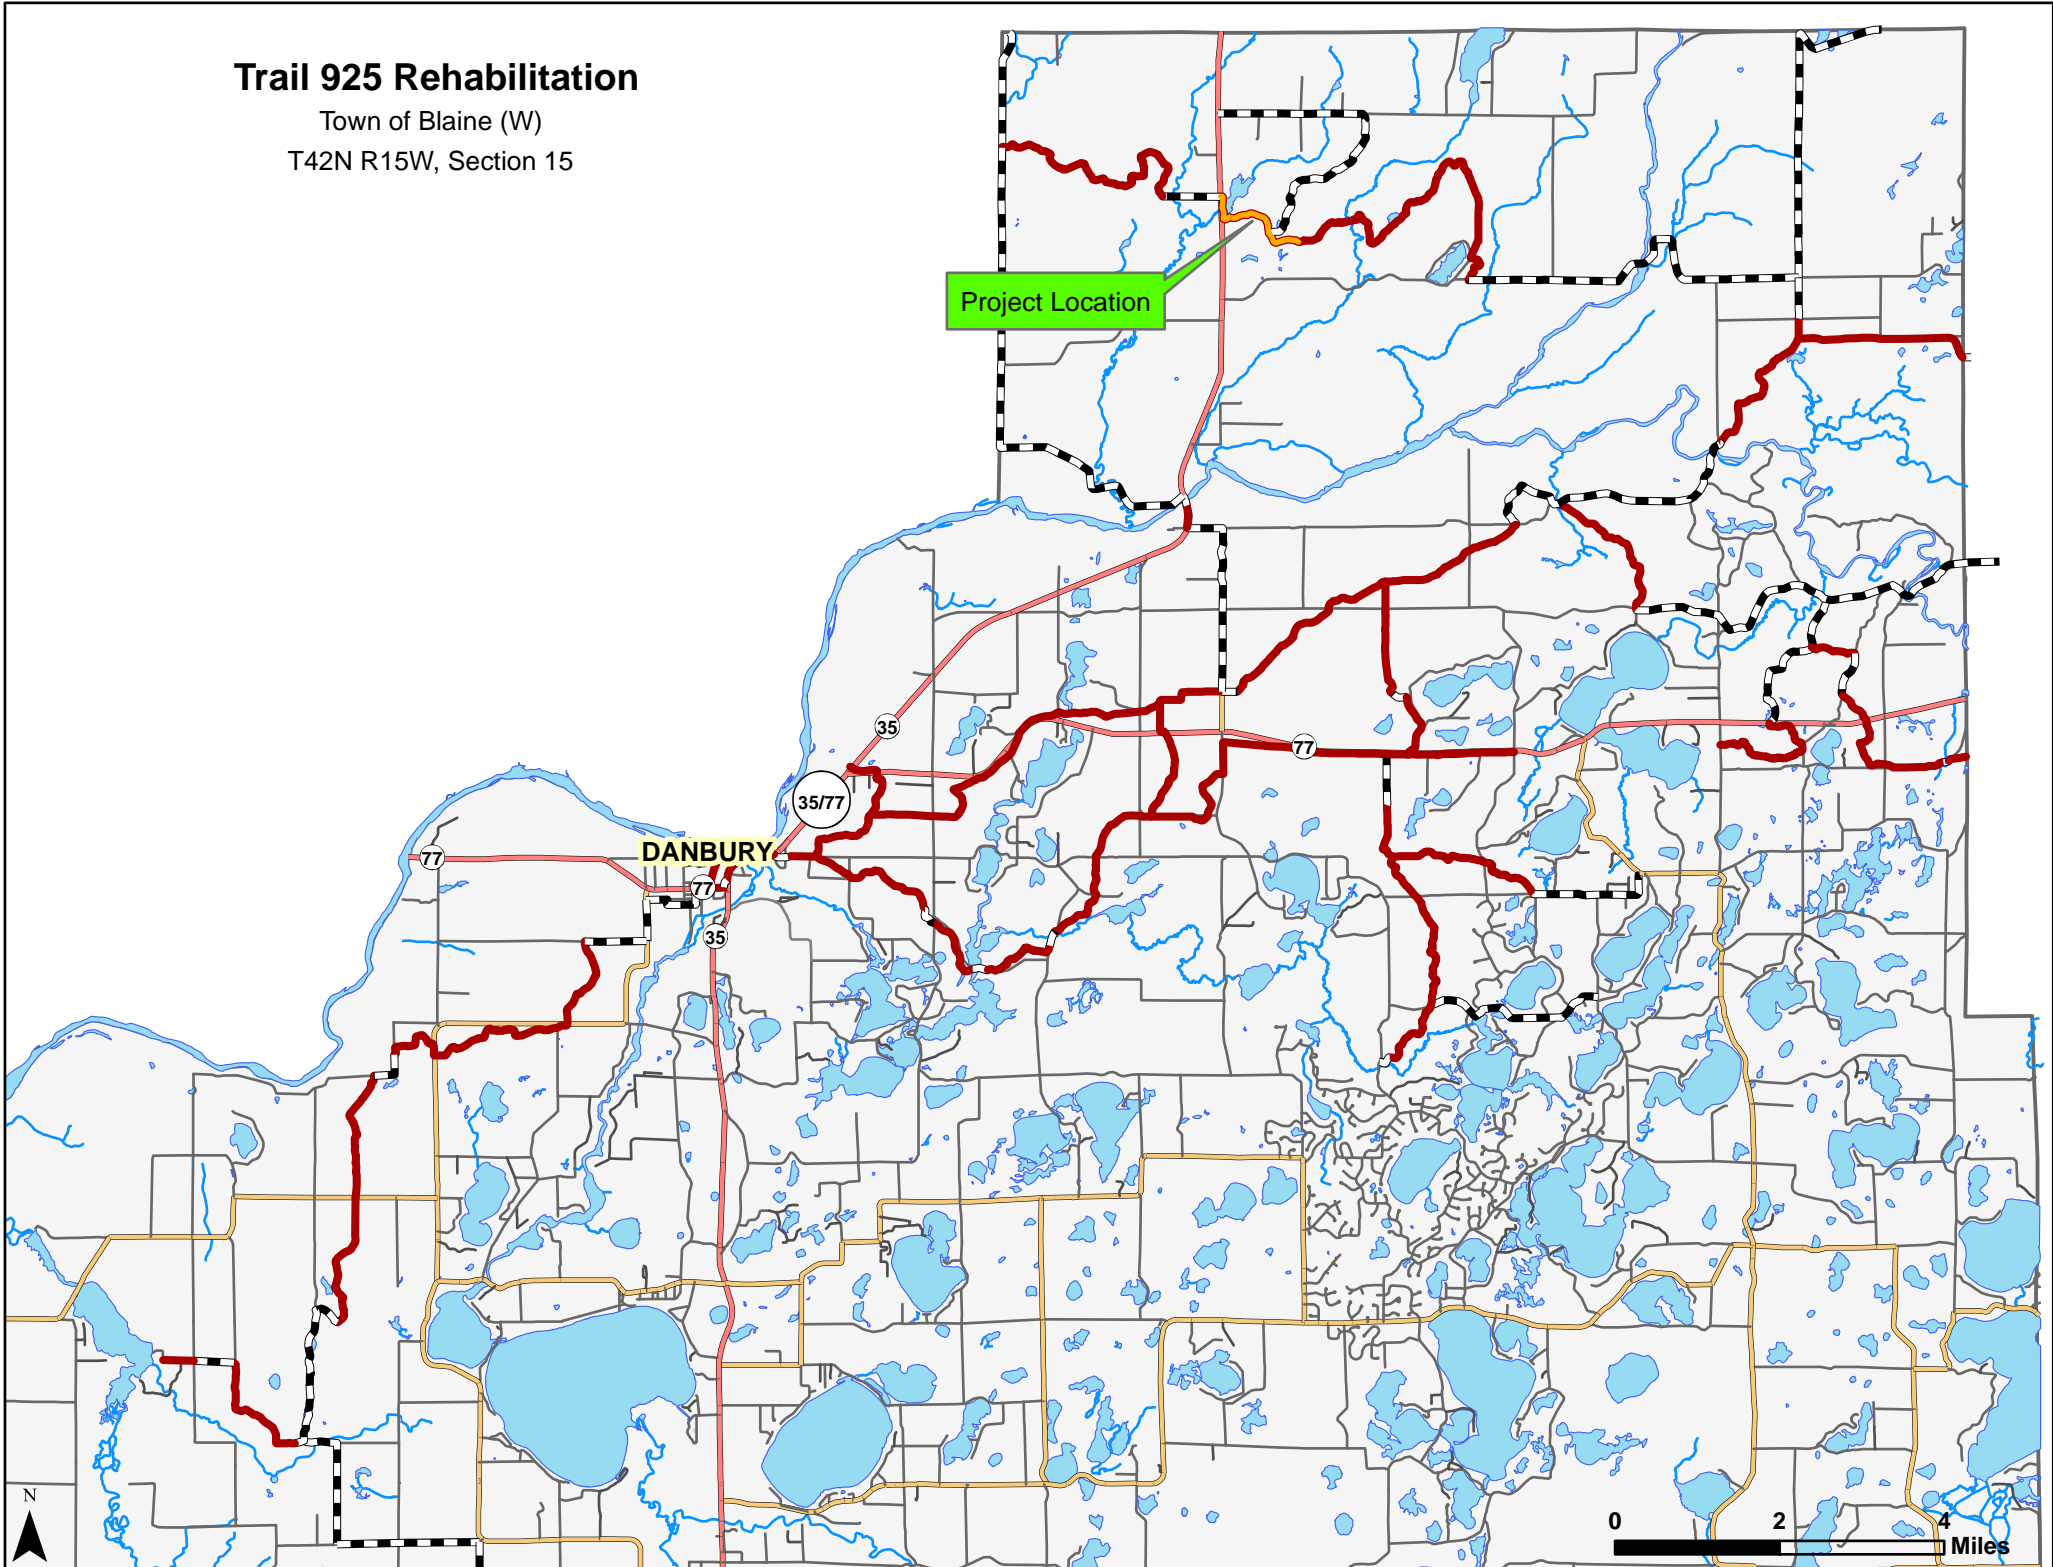 Trail 925 Rehabilitation
Town of Blaine (W)
T42N R15W, Section 15
Project Location
35
77
35/77
DANBURY
77
77
35
N
0 2 4
Miles